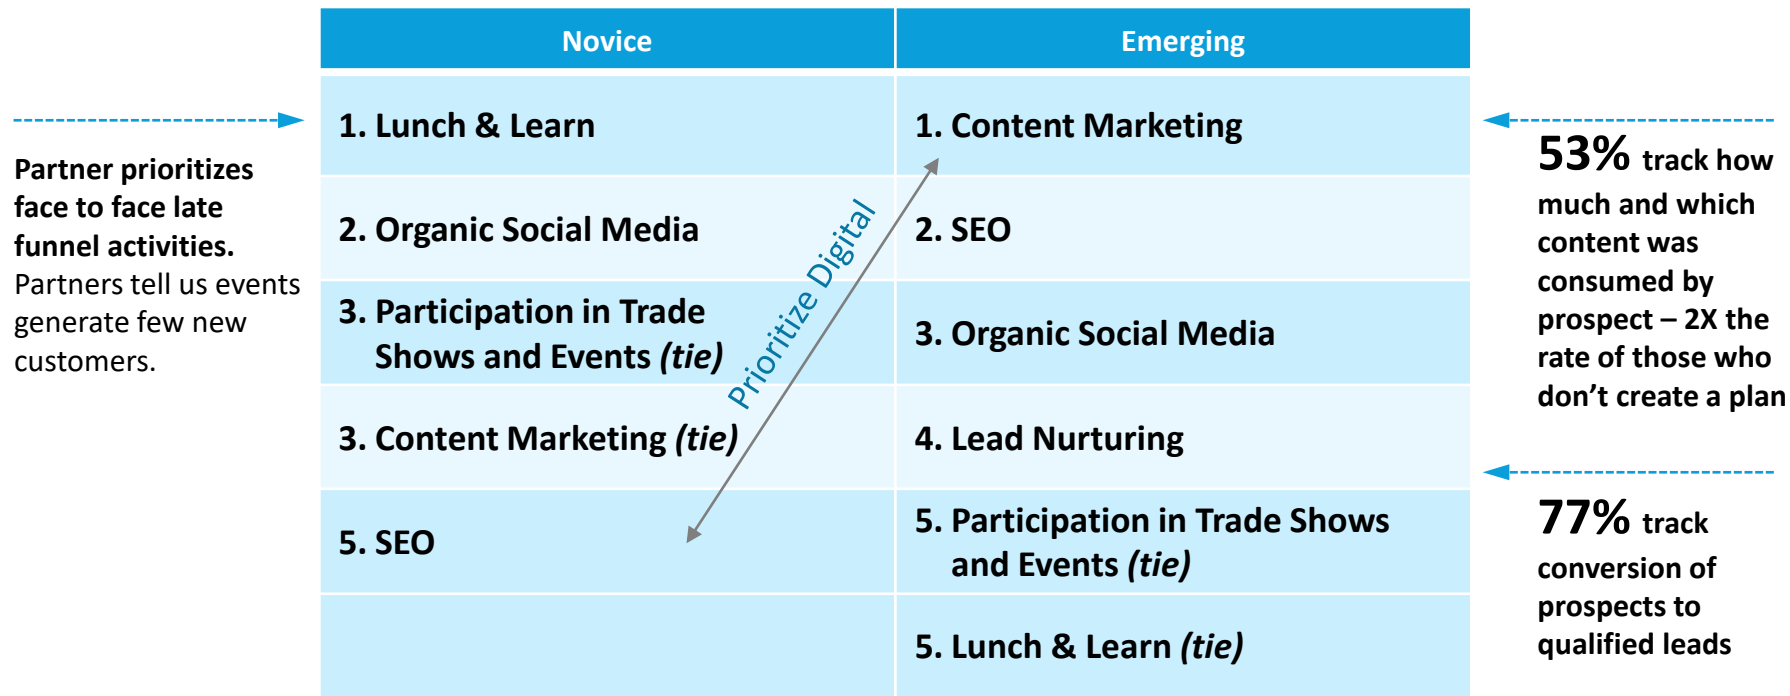 Novice
Emerging
Partner prioritizes
face to face late
funnel activities.
Partners tell us events
generate few new
customers.
1. Lunch & Learn
2. Organic Social Media
3. Participation in Trade
Shows and Events (tie)
3. Content Marketing (tie)
5. SEO
Prioritize Digital
1. Content Marketing
2. SEO
3. Organic Social Media
4. Lead Nurturing
5. Participation in Trade Shows
and Events (tie)
5. Lunch & Learn (tie)
53% track how
much and which
content was
consumed by
prospect – 2X the
rate of those who
don’t create a plan
77% track
conversion of
prospects to
qualified leads